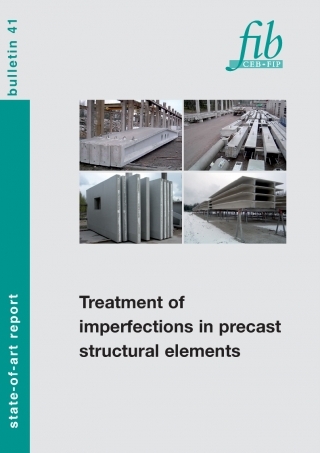 bulletin 41
fib
CEB-FIP
Treatment of
imperfections in precast
structural elements
state-of-art report